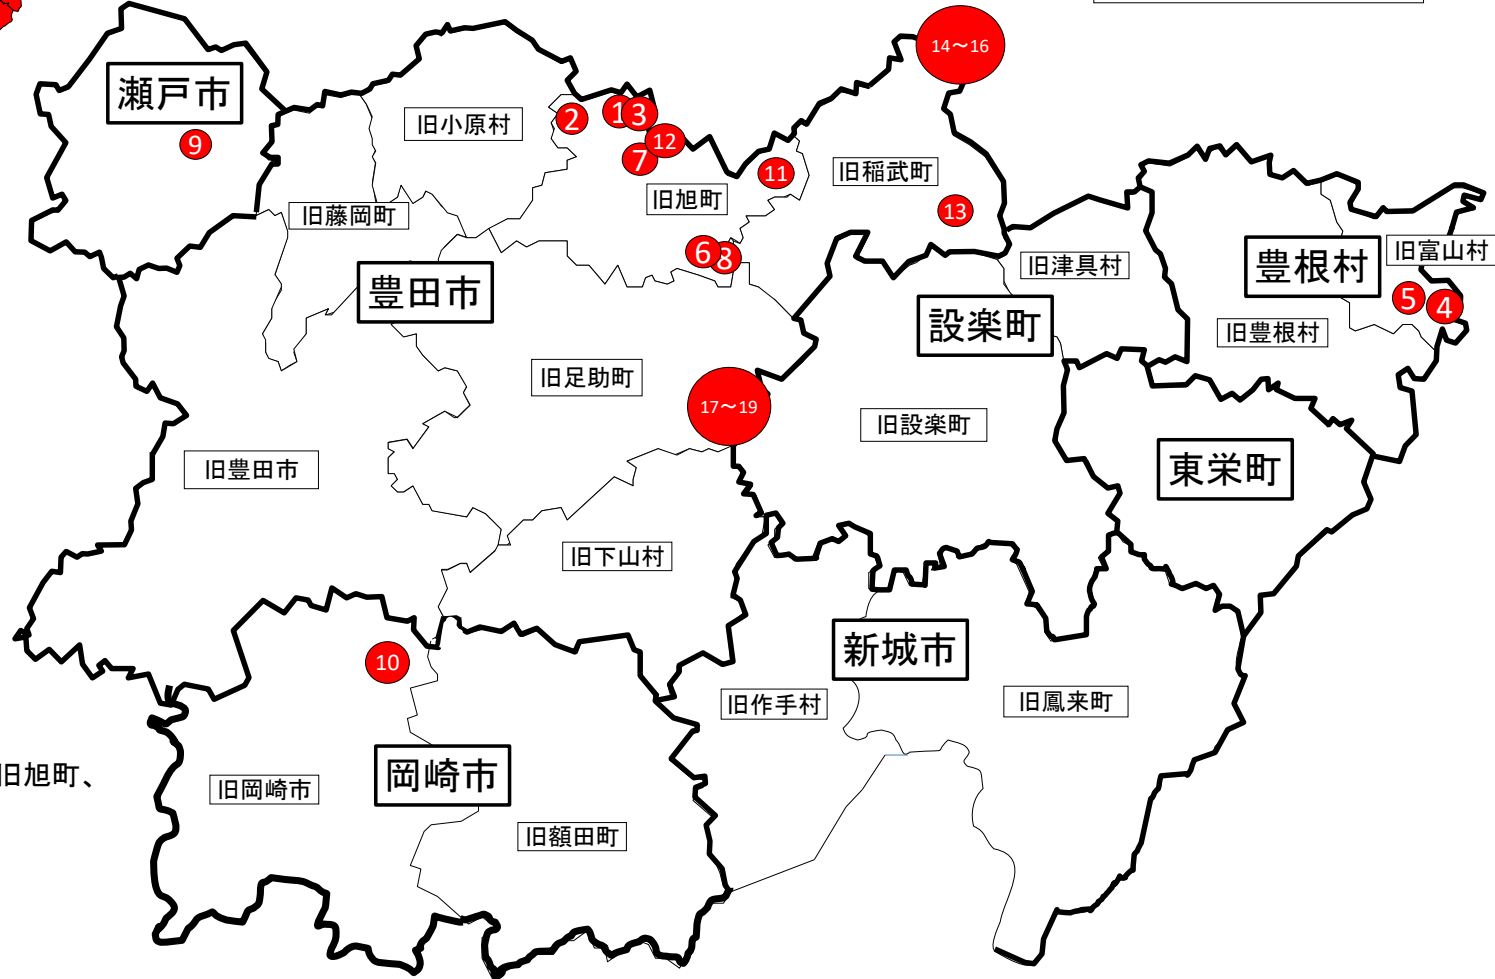 14～16
瀬戸市
9
旧小原村
2
1
3
12
7
11
旧稲武町
旧旭町
13
旧藤岡町
6
8
豊田市
旧津具村
豊根村
旧富山村
5
4
設楽町
旧豊根村
旧足助町
17～19
旧設楽町
旧豊田市
東栄町
旧下山村
10
新城市
旧作手村
旧鳳来町
旧旭町、
岡崎市
旧岡崎市
旧額田町